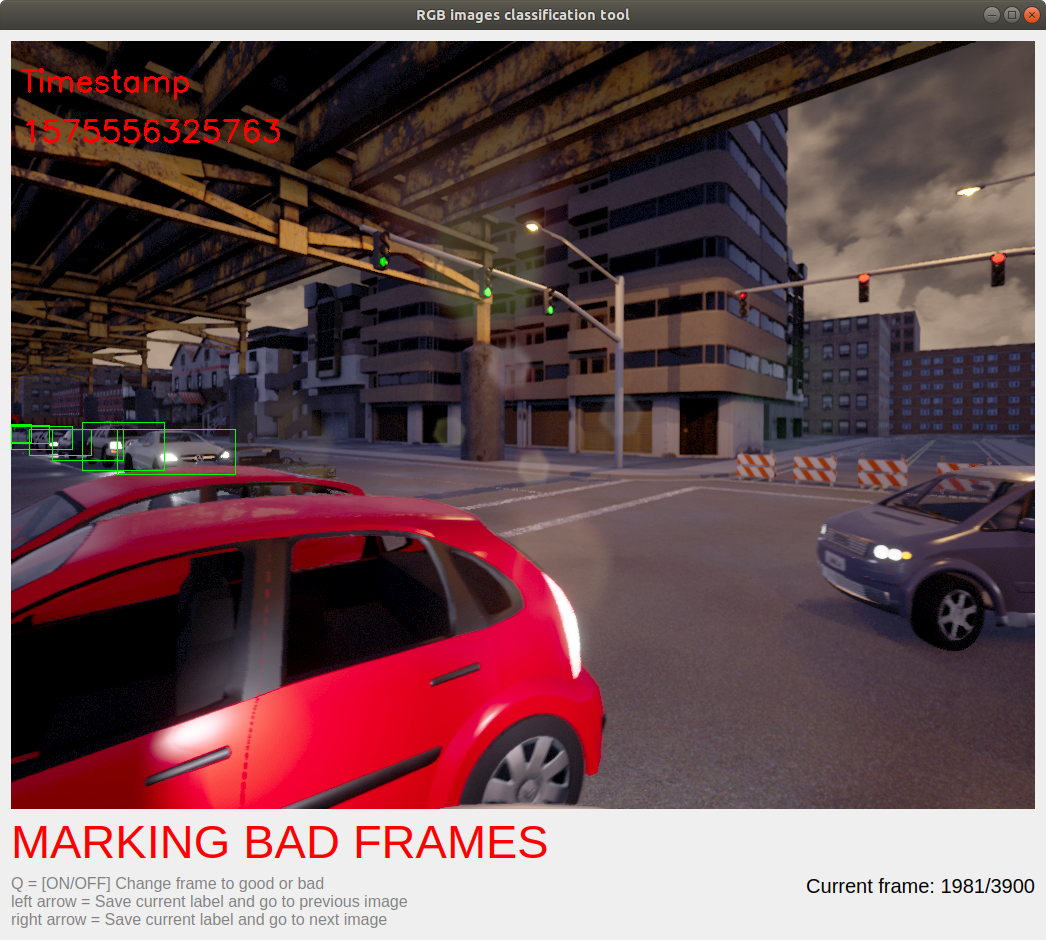 RGB images classification tool
Timestamp
1575556325763
MARKING BAD FRAMES
Q = [ON/OFF] Change frame to good or bad
left arrow = Save current label and go to previous image
right arrow = Save current label and go to next image
Current frame: 1981/3900